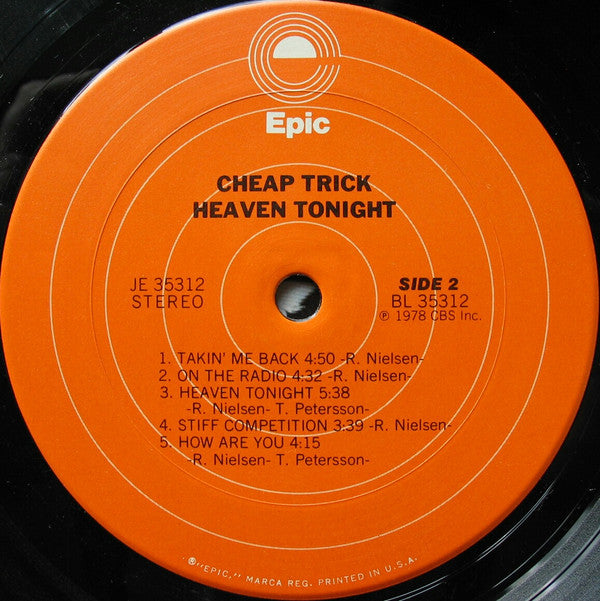 Epic
CHEAP TRICK
HEAVEN TONIGHT
JE 35312
STEREO
SIDE 2
BL 35312
℗ 1978 CBS Inc.
1. TAKIN' ME BACK 4:50 -R. Nielsen-
2. ON THE RADIO 4:32 -R. Nielsen-
3. HEAVEN TONIGHT 5:38
-R. Nielsen- T. Petersson-
4. STIFF COMPETITION 3:39 -R. Nielsen-
5. HOW ARE YOU 4:15
-R. Nielsen- T. Petersson-
®"EPIC," MARCA REG. PRINTED IN U.S.A.